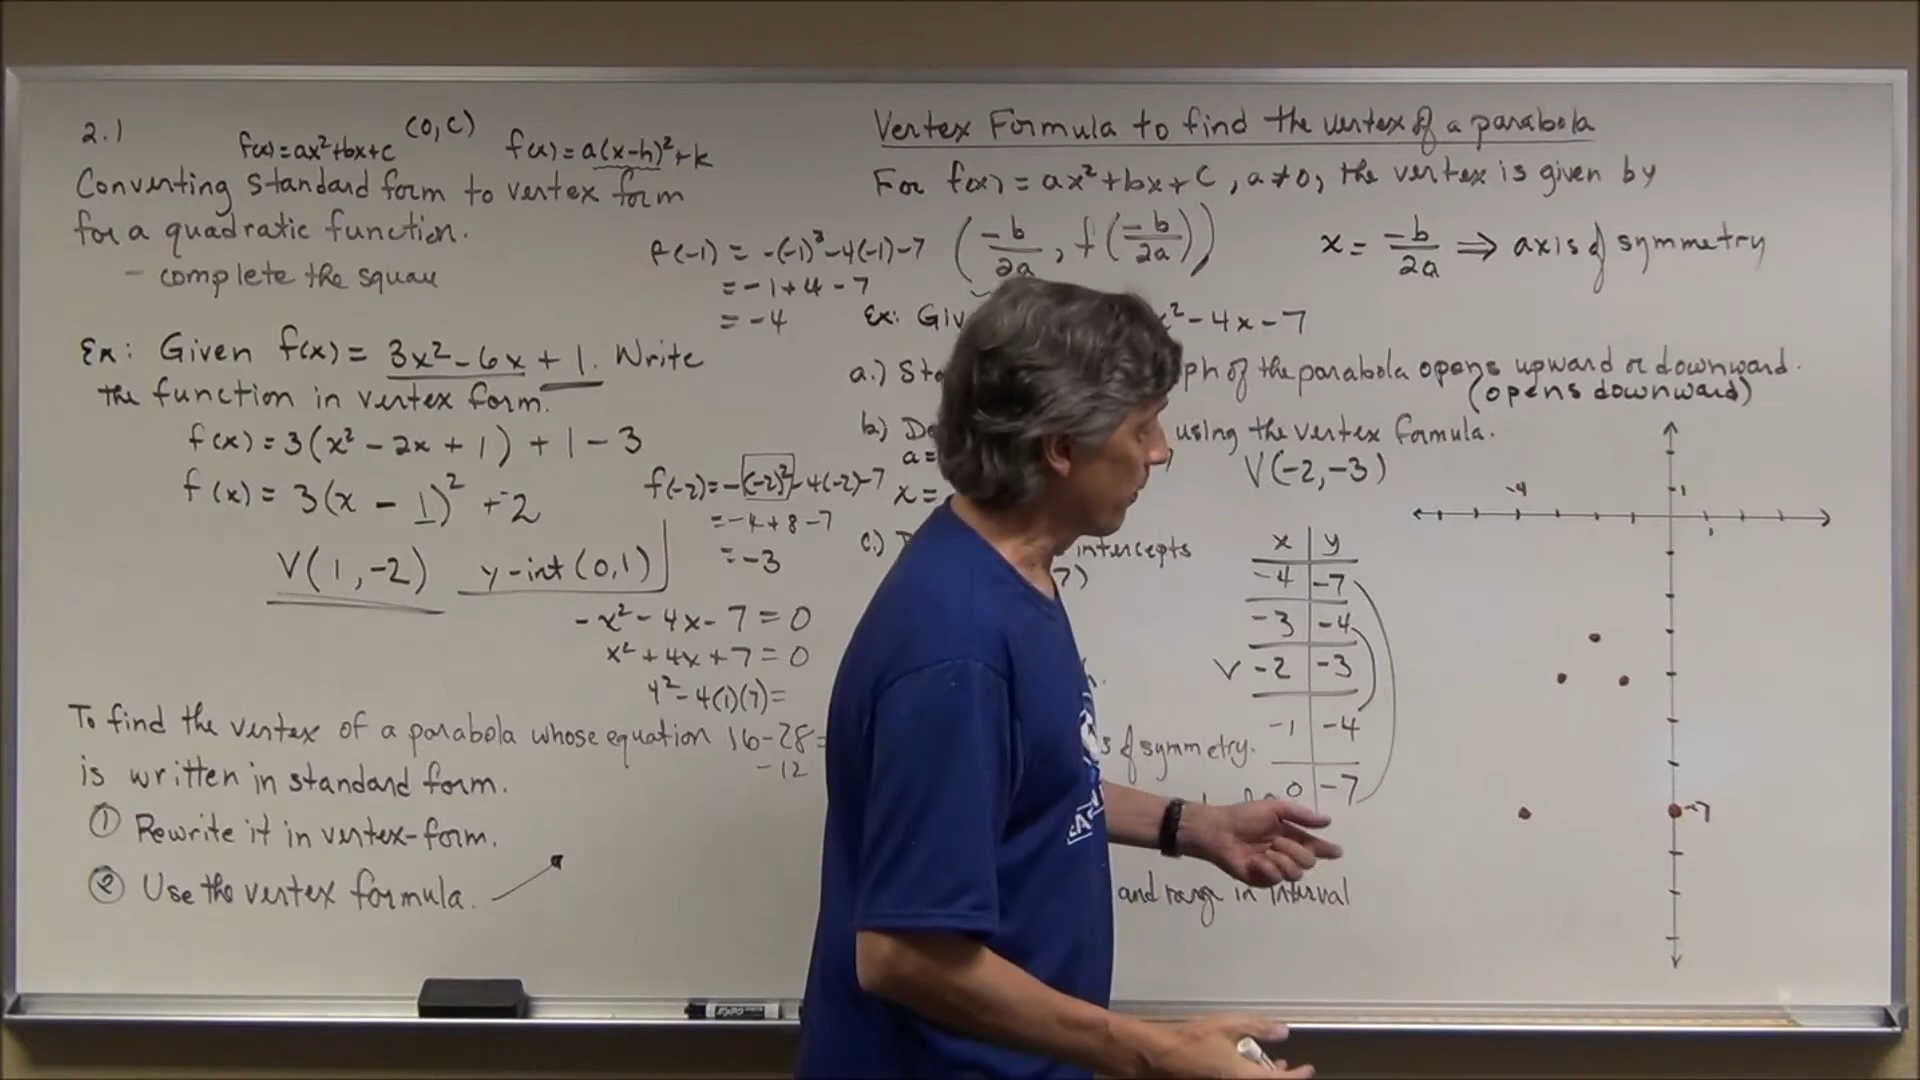 2.1
f(x)=ax²+bx+c (0,c) f(x)=a(x-h)²+k
Converting standard form to vertex form
for a quadratic function.
- complete the square
Ex: Given f(x) = 3x²-6x+1. Write
the function in vertex form.
f(x)=3(x²-2x+1)+1-3
f(x)=3(x-1)²+-2
V(1,-2) y-int(0,1)
To find the vertex of a parabola whose equation
is written in standard form.
① Rewrite it in vertex-form.
② Use the vertex formula.
f(-1) = -(-1)²-4(-1)-7
=-1+4-7
=-4
f(-2)=-(-2)²-4(-2)-7
=-4+8-7
=-3
-x²-4x-7=0
x²+4x+7=0
4²-4(1)(7)=
16-28=
-12
Vertex Formula to find the vertex of a parabola
For f(x)=ax²+bx+c, a≠0, the vertex is given by
(-b/2a, f(-b/2a)) x=-b/2a ⇒ axis of symmetry
Ex: ²-4x-7
a.) of the parabola opens upward or downward.
(opens downward)
b.) using the vertex formula.
a=
x= V(-2,-3)
c.) intercepts
7)
of symmetry.
and range in interval
x y
-4 -7
-3 -4
V -2 -3
-1 -4
0 -7
-4
1
1
-7